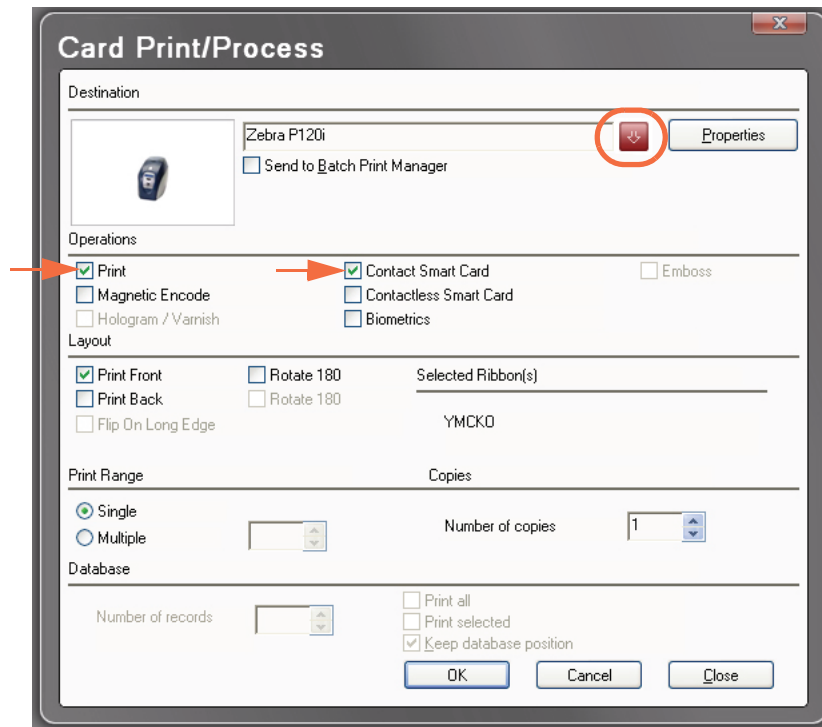 Card Print/Process
Destination
Zebra P120i
Properties
Send to Batch Print Manager
Operations
Print
Contact Smart Card
Emboss
Magnetic Encode
Contactless Smart Card
Hologram / Varnish
Biometrics
Layout
Print Front
Rotate 180
Selected Ribbon(s)
Print Back
Rotate 180
Flip On Long Edge
YMCKO
Print Range
Copies
Single
Number of copies
1
Multiple
Database
Number of records
Print all
Print selected
Keep database position
OK
Cancel
Close